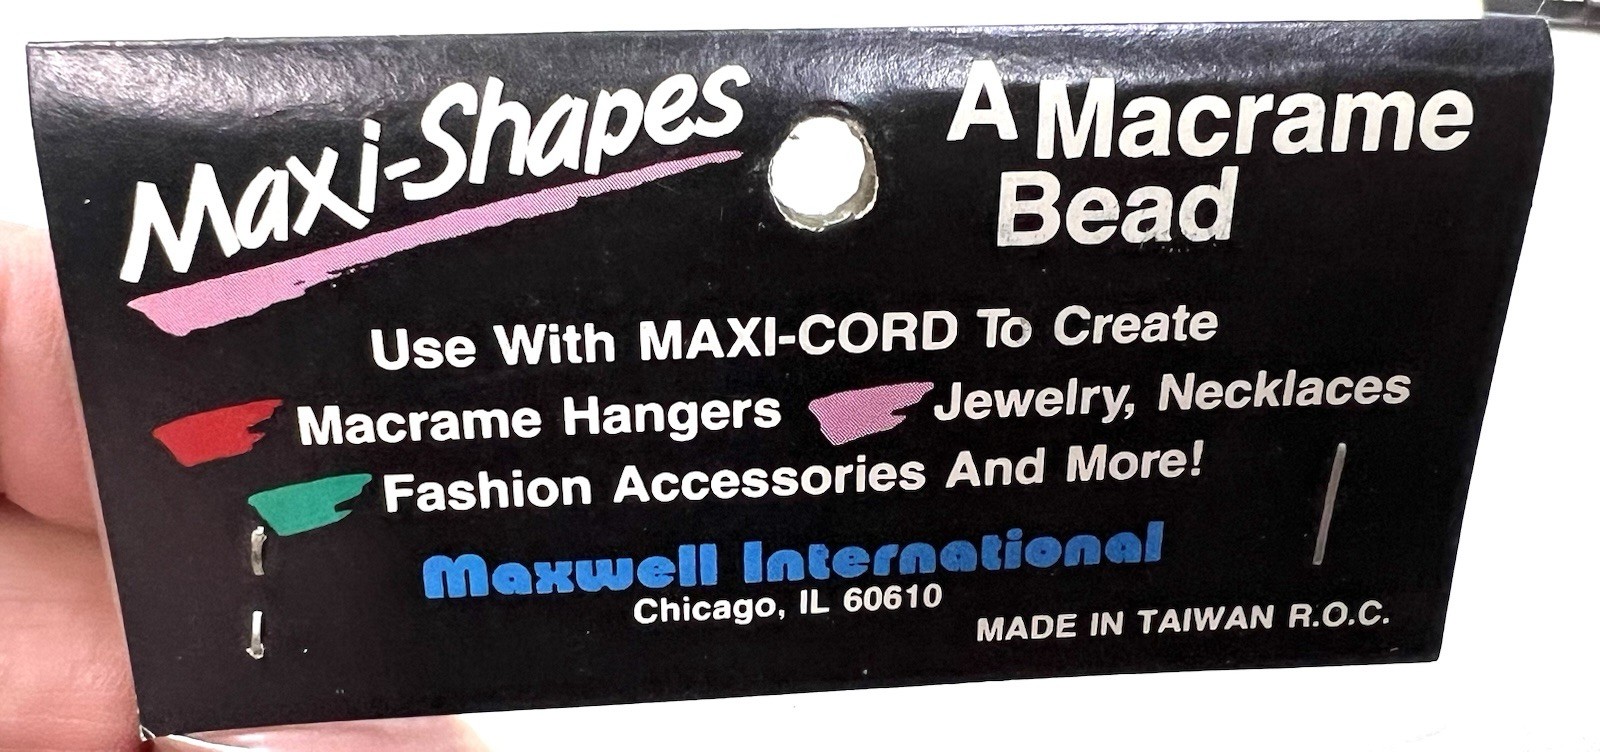 Maxi-Shapes
A Macrame
Bead
Use With MAXI-CORD To Create
Macrame Hangers Jewelry, Necklaces
Fashion Accessories And More!
Maxwell International
Chicago, IL 60610
MADE IN TAIWAN R.O.C.